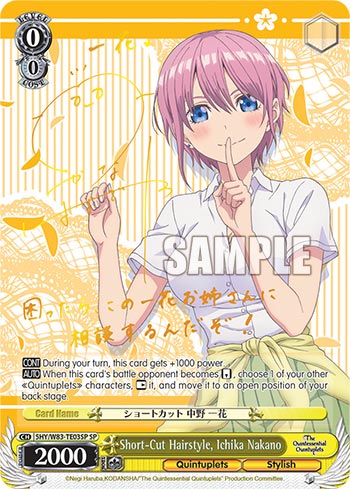 LEVEL
0
0
COST
SAMPLE
困ったらこの一花お姉さんに
相談するんだぞ!
CONT During your turn, this card gets +1000 power.
AUTO When this card's battle opponent becomes, choose 1 of your other
«Quintuplets» characters, it, and move it to an open position of your
back stage.
Card Name
ショートカット 中野 一花
CH 5HY/W83-TE03SP SP
Short-Cut Hairstyle, Ichika Nakano
The Quintessential Quintuplets
2000
Quintuplets
Stylish
©Negi Haruba,KODANSHA/"The Quintessential Quintuplets" Production Committee.